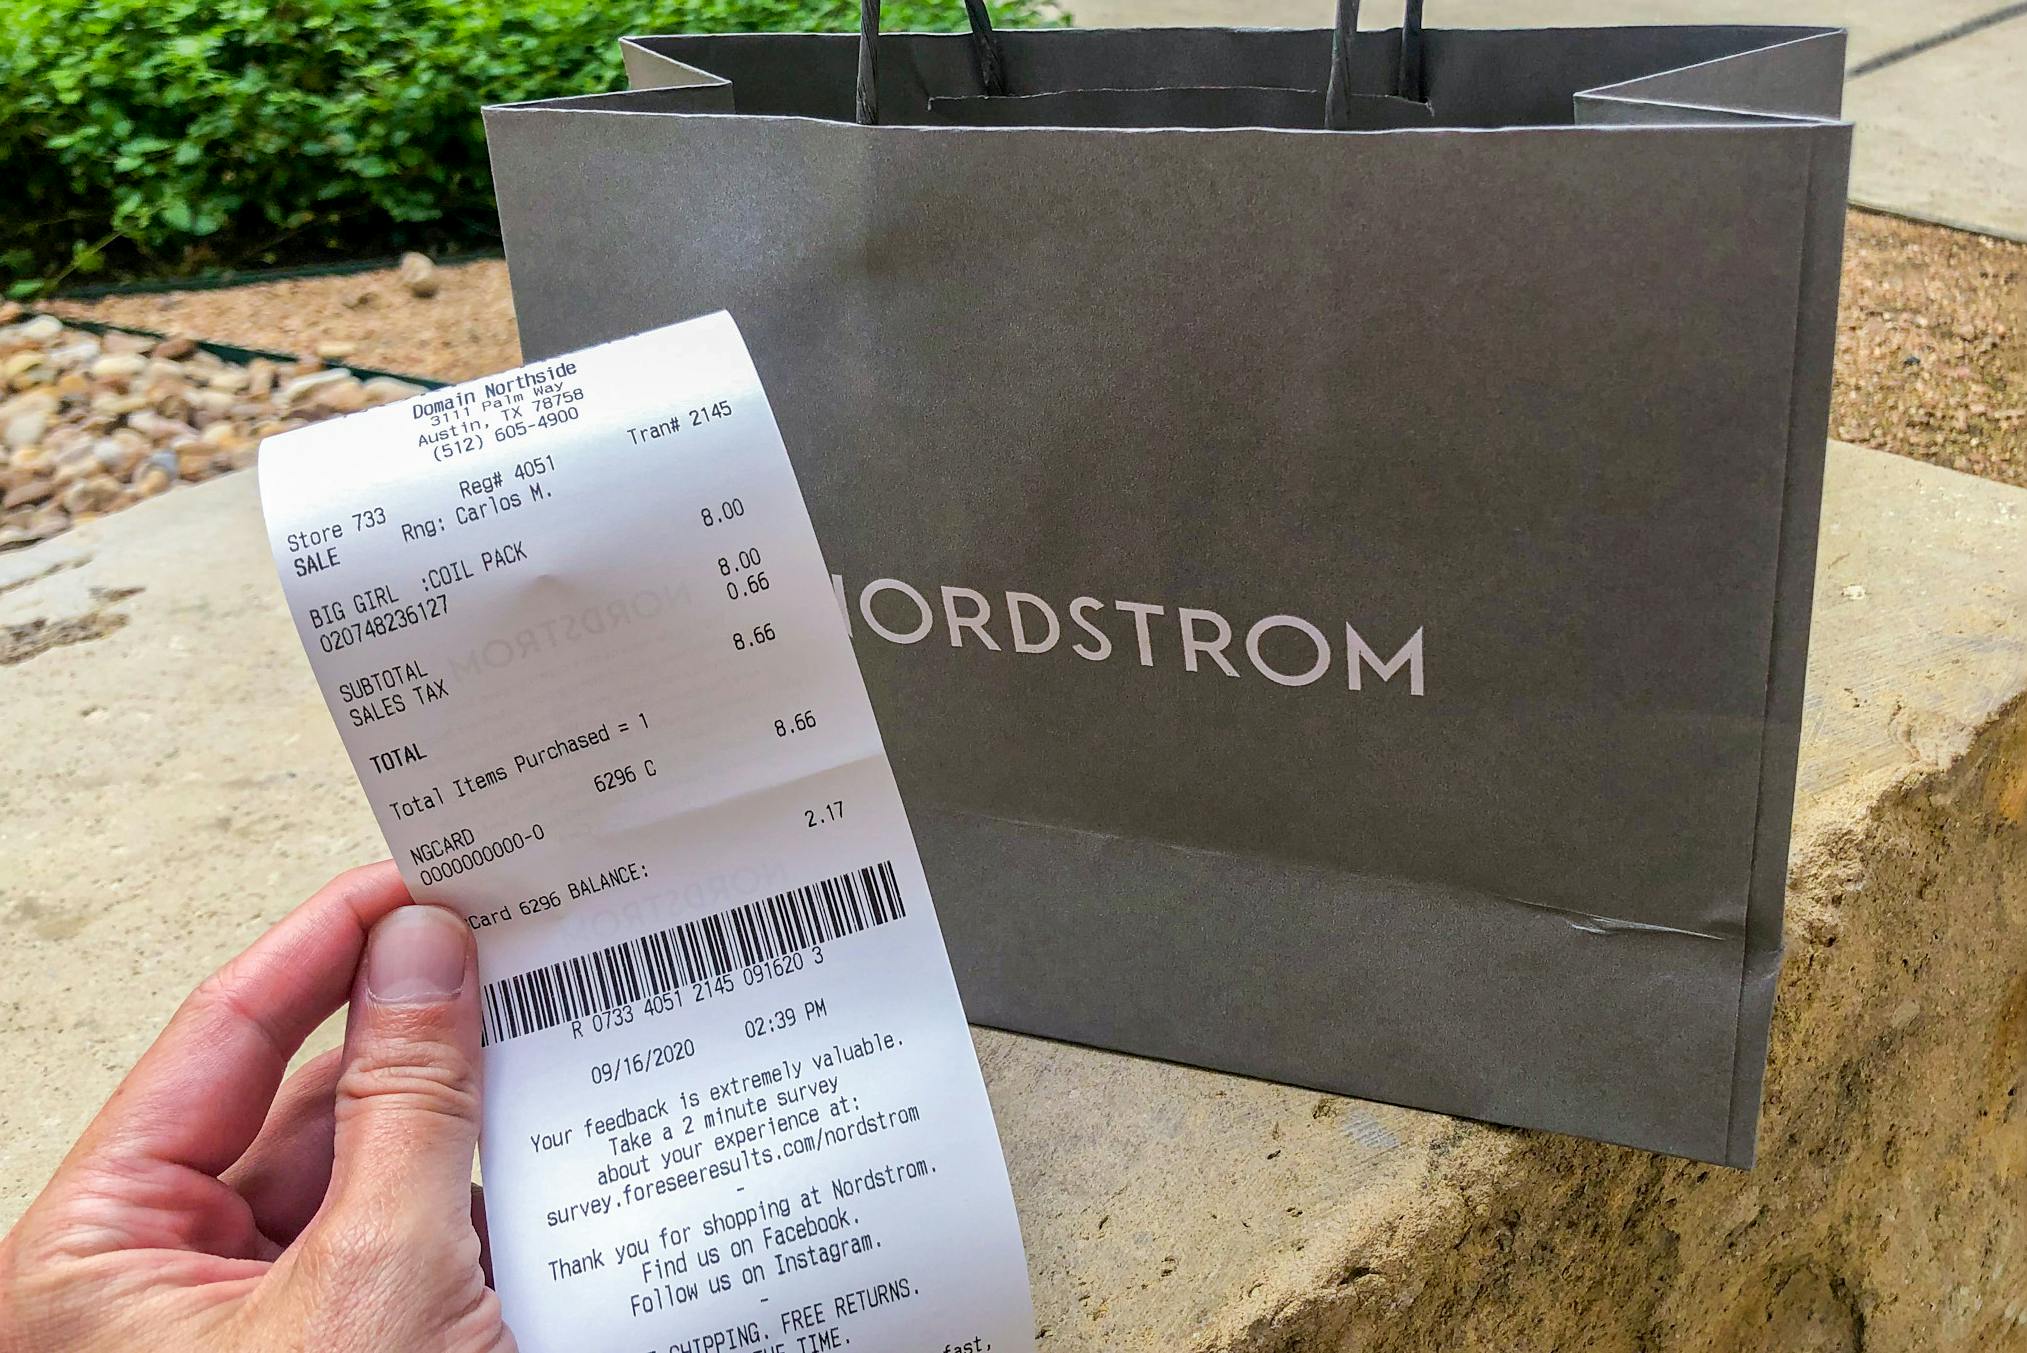 Domain Northside
3111 Palm Way
Austin, TX 78758
(512) 605-4900
Store 733 Reg# 4051 Tran# 2145
SALE Rng: Carlos M.
BIG GIRL :COIL PACK 8.00
020748236127
SUBTOTAL 8.00
SALES TAX 0.66
TOTAL 8.66
Total Items Purchased = 1
NGCARD 6296 C 8.66
0000000000-0
Card 6296 BALANCE: 2.17
R 0733 4051 2145 091620 3
09/16/2020 02:39 PM
Your feedback is extremely valuable.
Take a 2 minute survey
about your experience at:
survey.foreseeresults.com/nordstrom
-
Thank you for shopping at Nordstrom.
Find us on Facebook.
Follow us on Instagram.
-
SHIPPING. FREE RETURNS.
THE TIME.
fast,
NORDSTROM